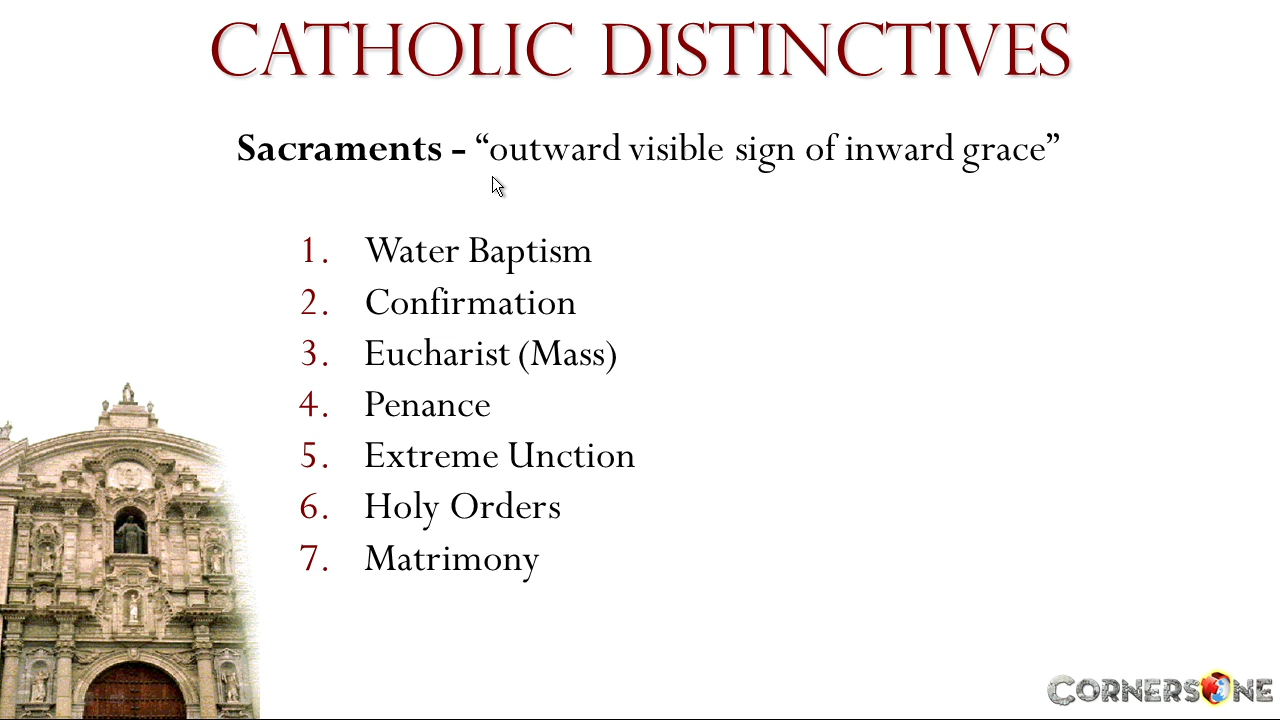 CATHOLIC DISTINCTIVES
Sacraments - “outward visible sign of inward grace”
1. Water Baptism
2. Confirmation
3. Eucharist (Mass)
4. Penance
5. Extreme Unction
6. Holy Orders
7. Matrimony
CORNERSONE